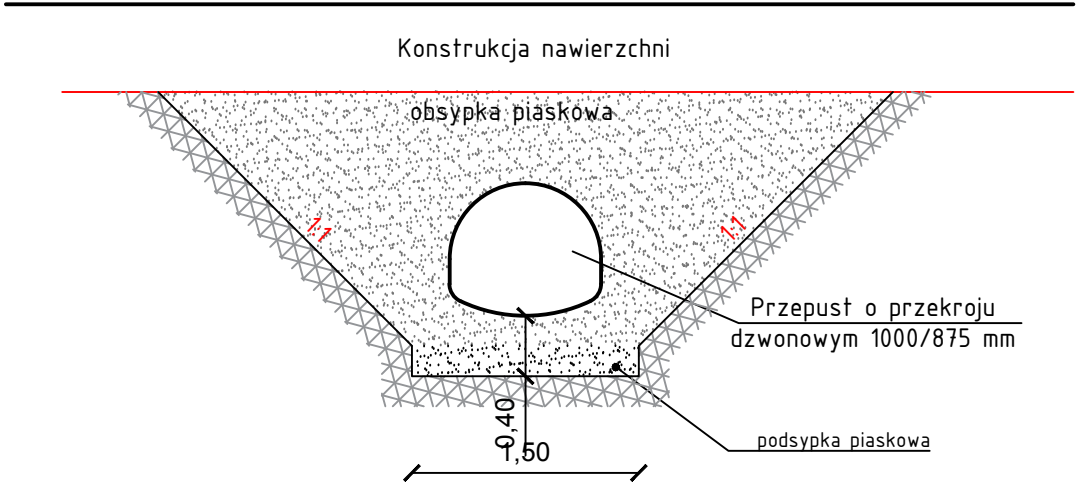 Konstrukcja nawierzchni
obsypka piaskowa
1:1
1:1
Przepust o przekroju
dzwonowym 1000/875 mm
0,40
podsypka piaskowa
1,50